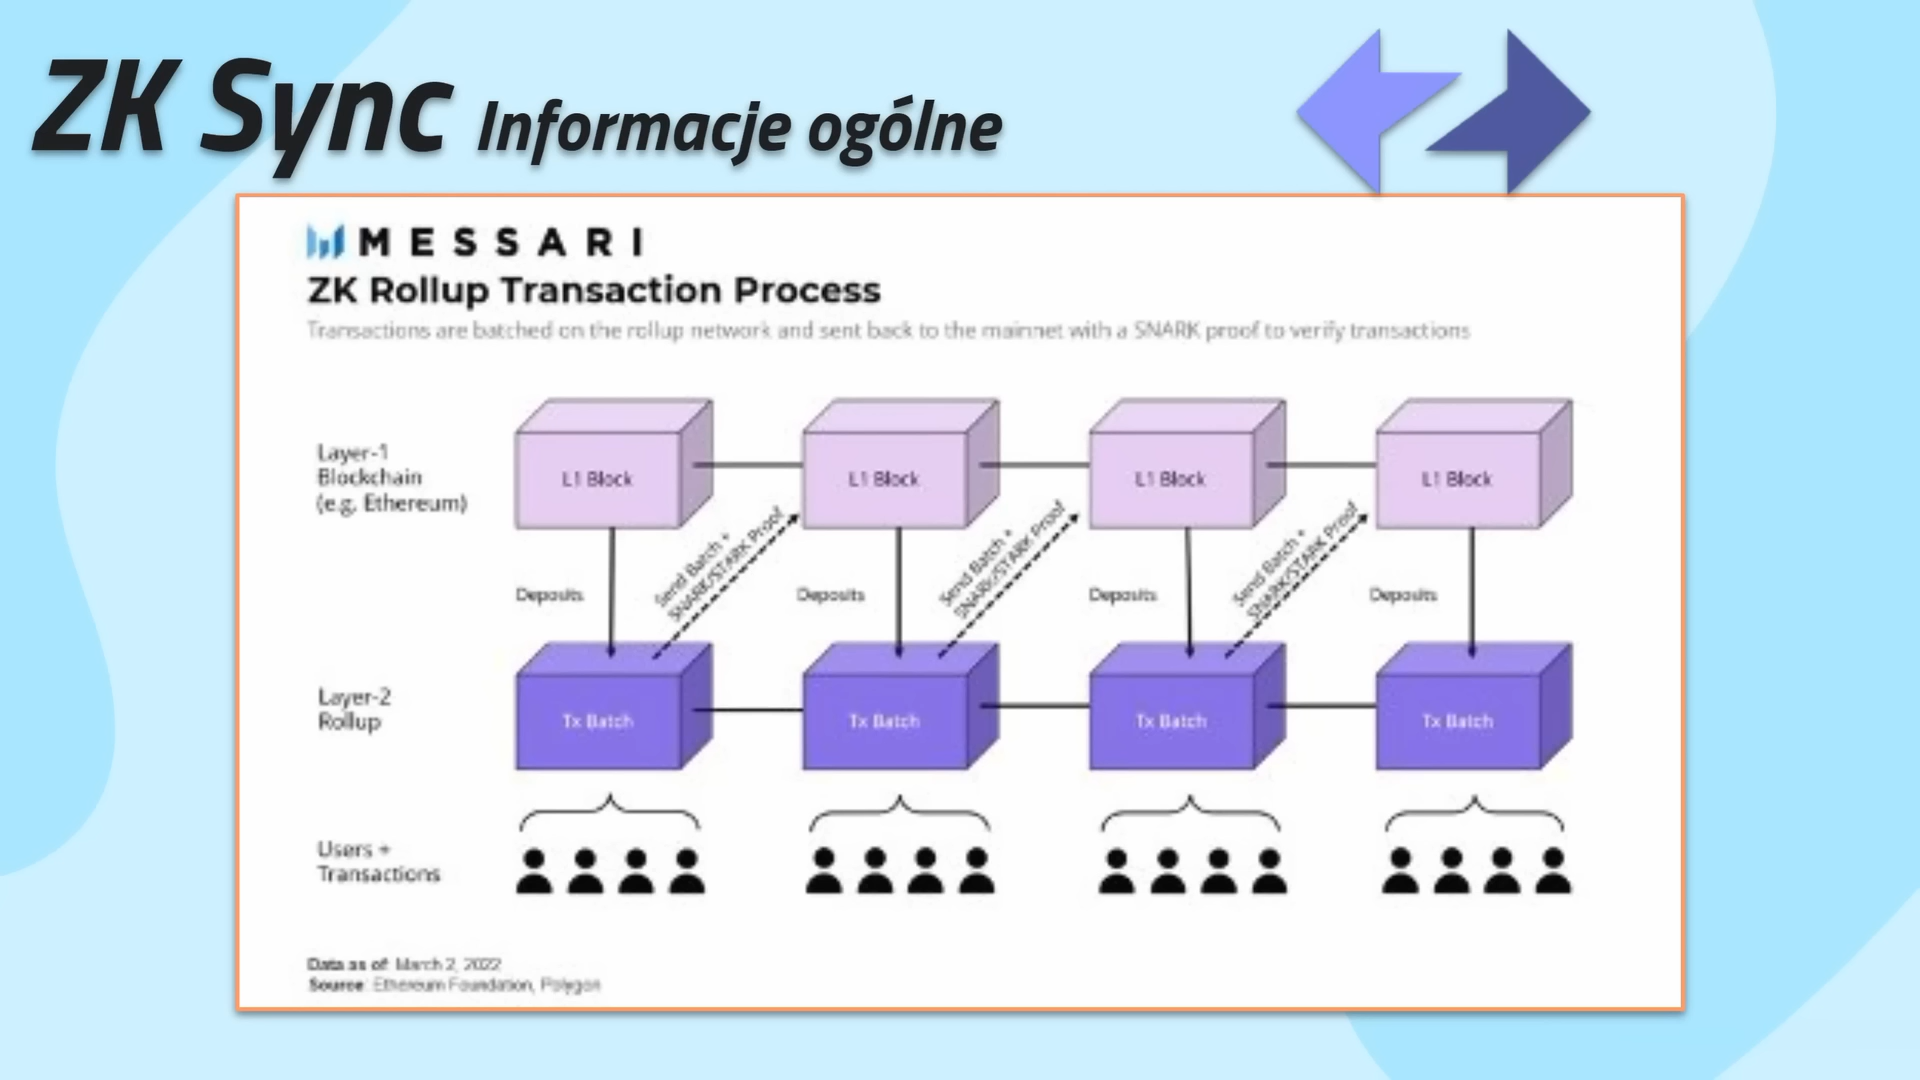 ZK Sync Informacje ogólne
MESSARI
ZK Rollup Transaction Process
Transactions are batched on the rollup network and sent back to the mainnet with a SNARK proof to verify transactions
Layer-1
Blockchain
(e.g. Ethereum)
L1 Block
L1 Block
L1 Block
L1 Block
Deposits
Send Batch +
SNARK/STARK Proof
Deposits
Send Batch +
SNARK/STARK Proof
Deposits
Send Batch +
SNARK/STARK Proof
Deposits
Layer-2
Rollup
Tx Batch
Tx Batch
Tx Batch
Tx Batch
Users +
Transactions
Data as of: March 2, 2022
Source: Ethereum Foundation, Polygon